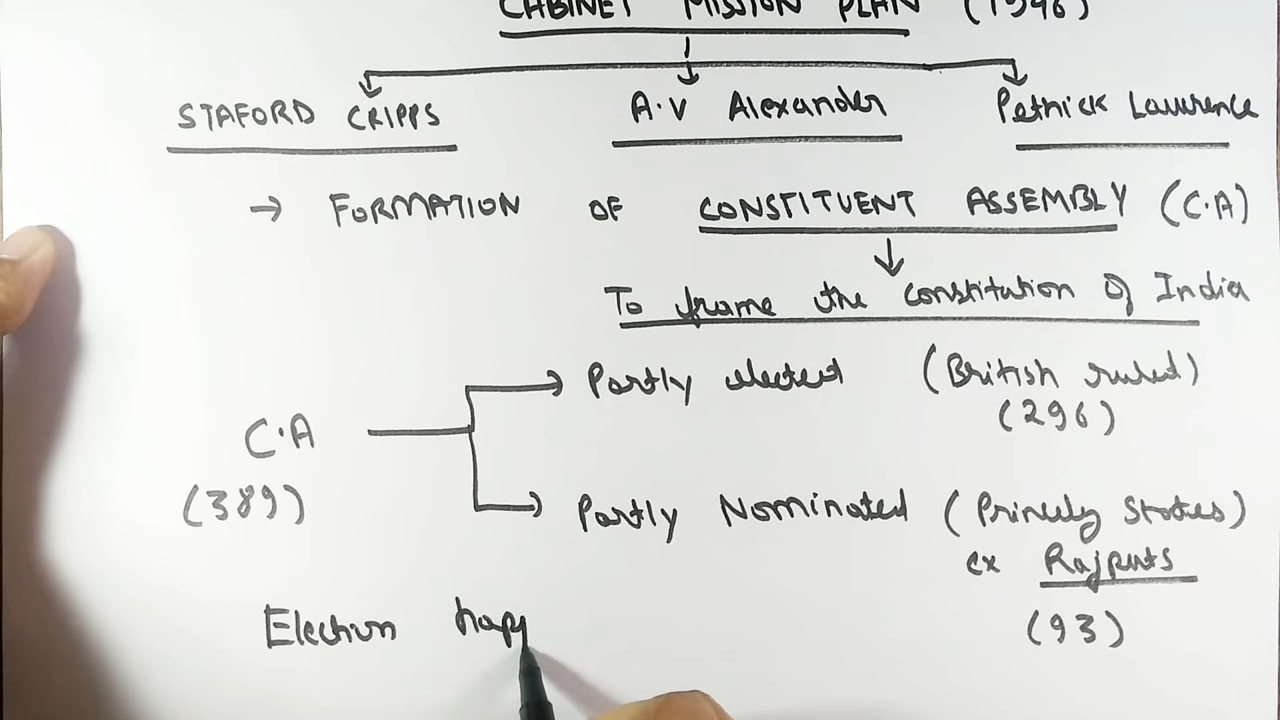 CABINET MISSION PLAN (1946)
STAFORD CRIPPS A.V Alexander Pethick Lawrence
→ FORMATION OF CONSTITUENT ASSEMBLY (C.A)
To frame the constitution of India
Partly elected (British ruled)
(296)
C.A
(389)
Partly Nominated (Princely States)
ex Rajputs
(93)
Election happ